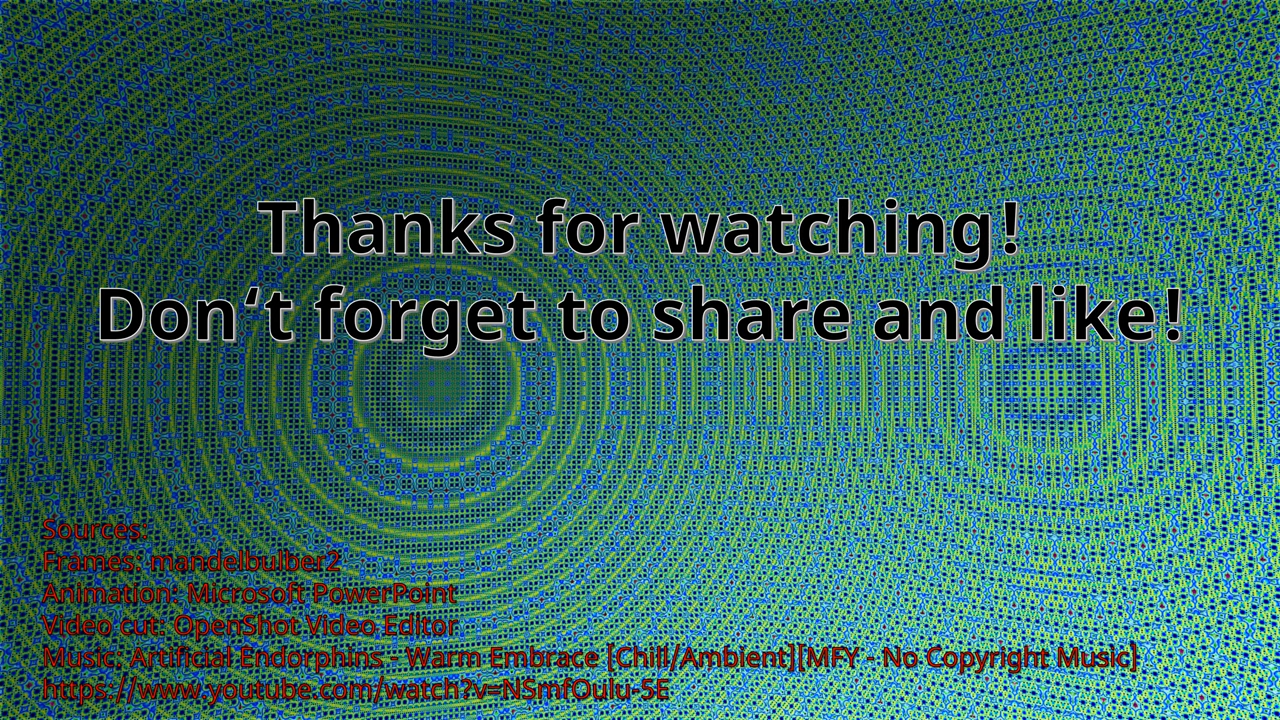 Thanks for watching!
Don‘t forget to share and like!
Sources:
Frames: mandelbulber2
Animation: Microsoft PowerPoint
Video cut: OpenShot Video Editor
Music: Artificial Endorphins - Warm Embrace [Chill/Ambient][MFY - No Copyright Music]
https://www.youtube.com/watch?v=NSmfOulu-5E